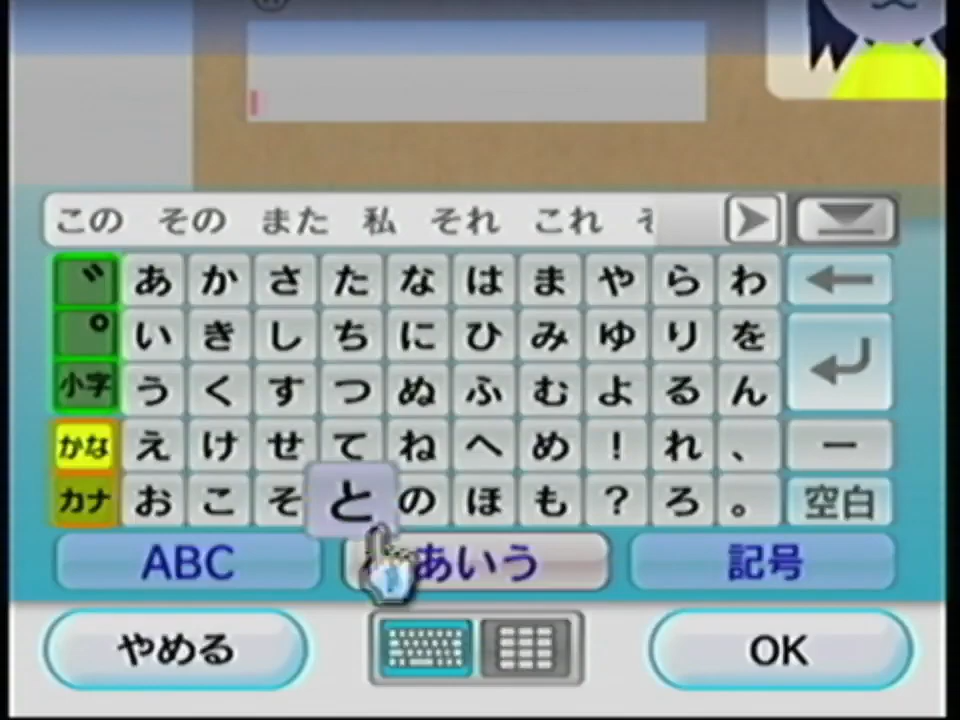 この その また 私 それ これ
゛ あ か さ た な は ま や ら わ ←
゜ い き し ち に ひ み ゆ り を
小字 う く す つ ぬ ふ む よ る ん
かな え け せ て ね へ め ! れ 、 ー
カナ お こ そ と の ほ も ? ろ 。 空白
ABC あいう 記号
やめる OK